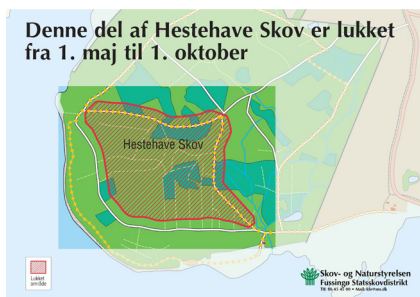 Denne del af Hestehave Skov er lukket
fra 1. maj til 1. oktober
Hestehave Skov
Lukket
område
Skov- og Naturstyrelsen
Fussingø Statsskovdistrikt